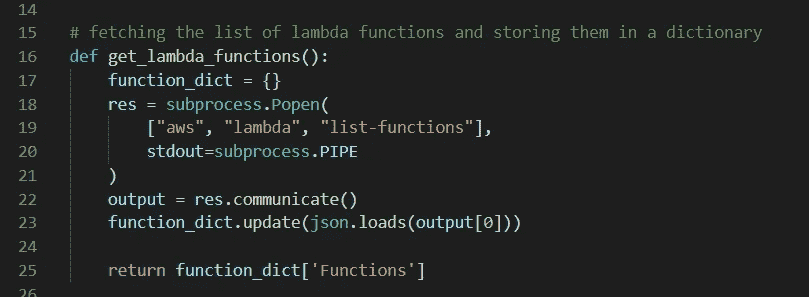 14
15 # fetching the list of lambda functions and storing them in a dictionary
16 def get_lambda_functions():
17     function_dict = {}
18     res = subprocess.Popen(
19         ["aws", "lambda", "list-functions"],
20         stdout=subprocess.PIPE
21     )
22     output = res.communicate()
23     function_dict.update(json.loads(output[0]))
24
25     return function_dict['Functions']
26